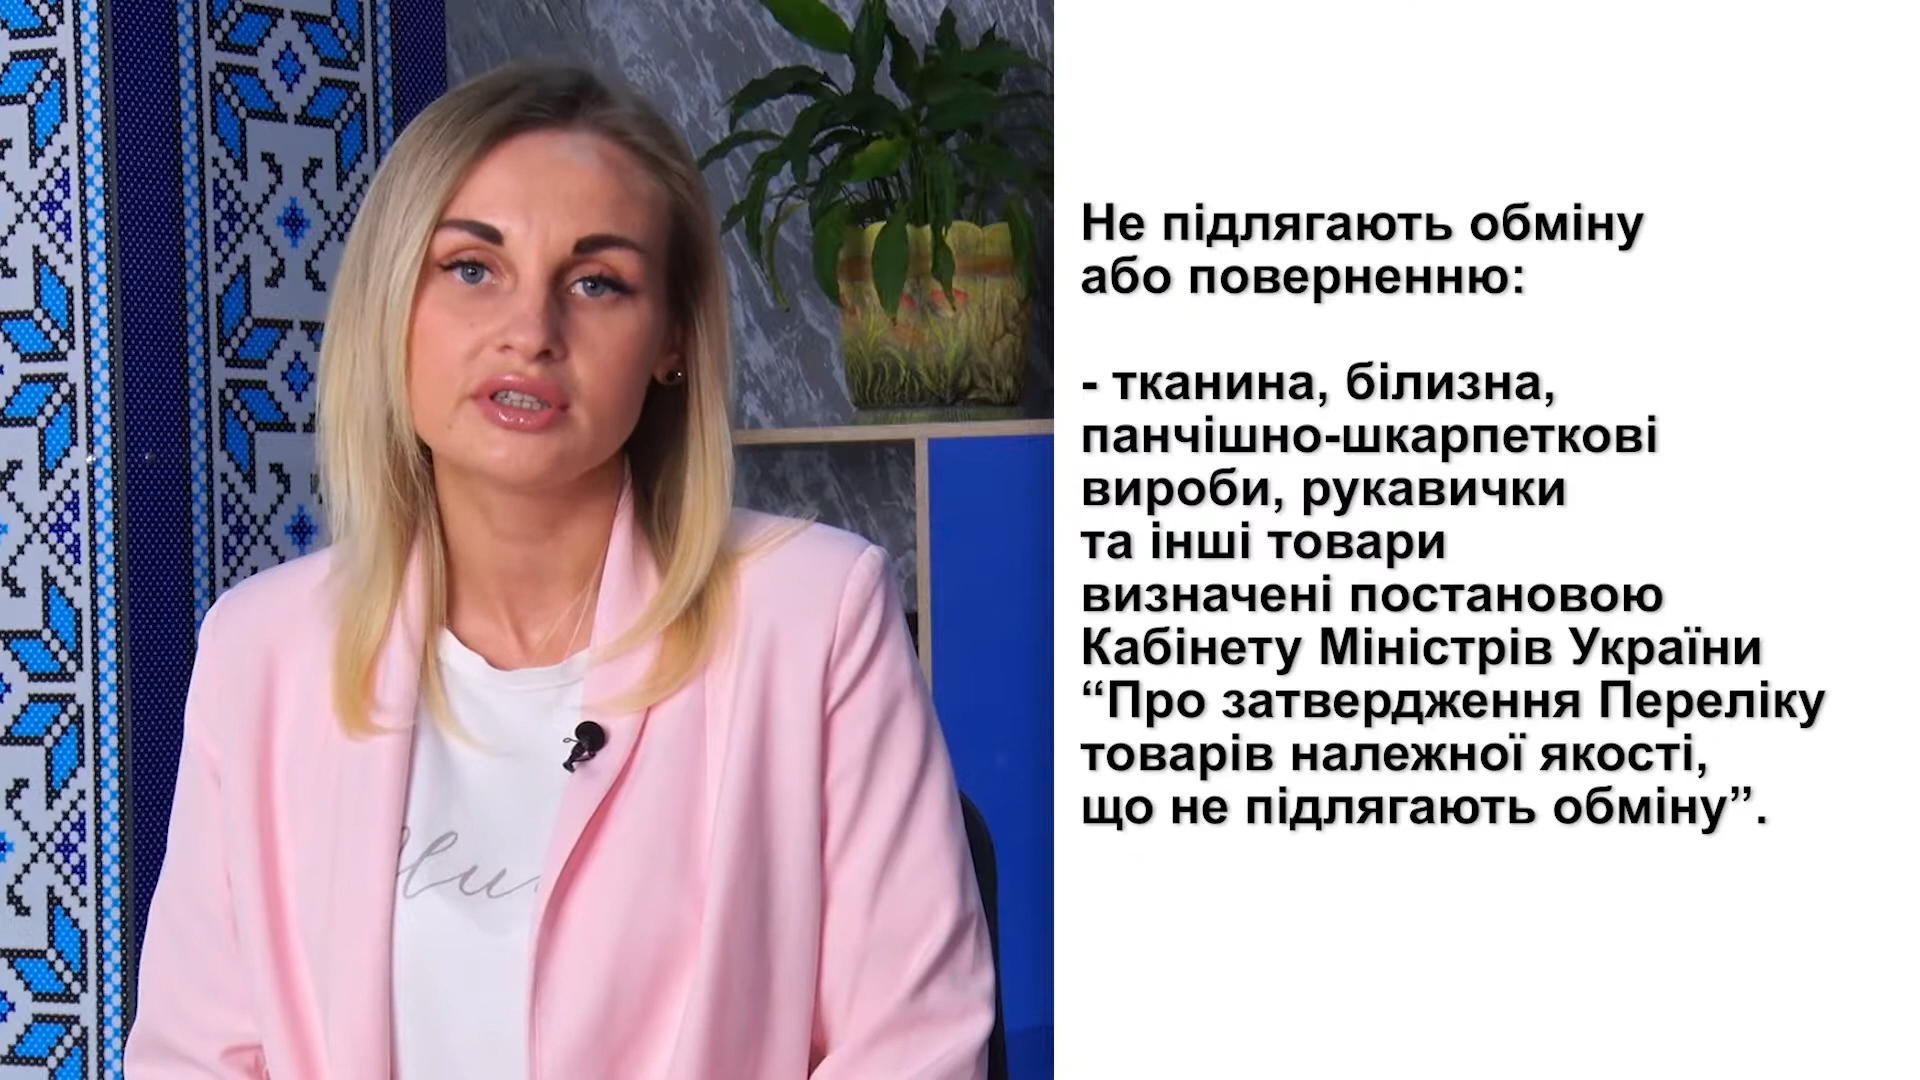 Не підлягають обміну
або поверненню:
- тканина, білизна,
панчішно-шкарпеткові
вироби, рукавички
та інші товари
визначені постановою
Кабінету Міністрів України
“Про затвердження Переліку
товарів належної якості,
що не підлягають обміну”.